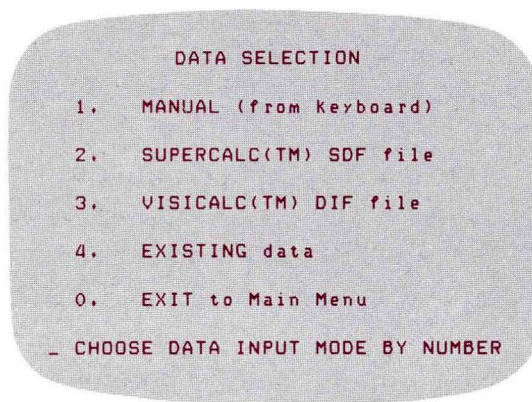 DATA SELECTION
1. MANUAL (from Keyboard)
2. SUPERCALC(TM) SDF file
3. VISICALC(TM) DIF file
4. EXISTING data
0. EXIT to Main Menu
_ CHOOSE DATA INPUT MODE BY NUMBER